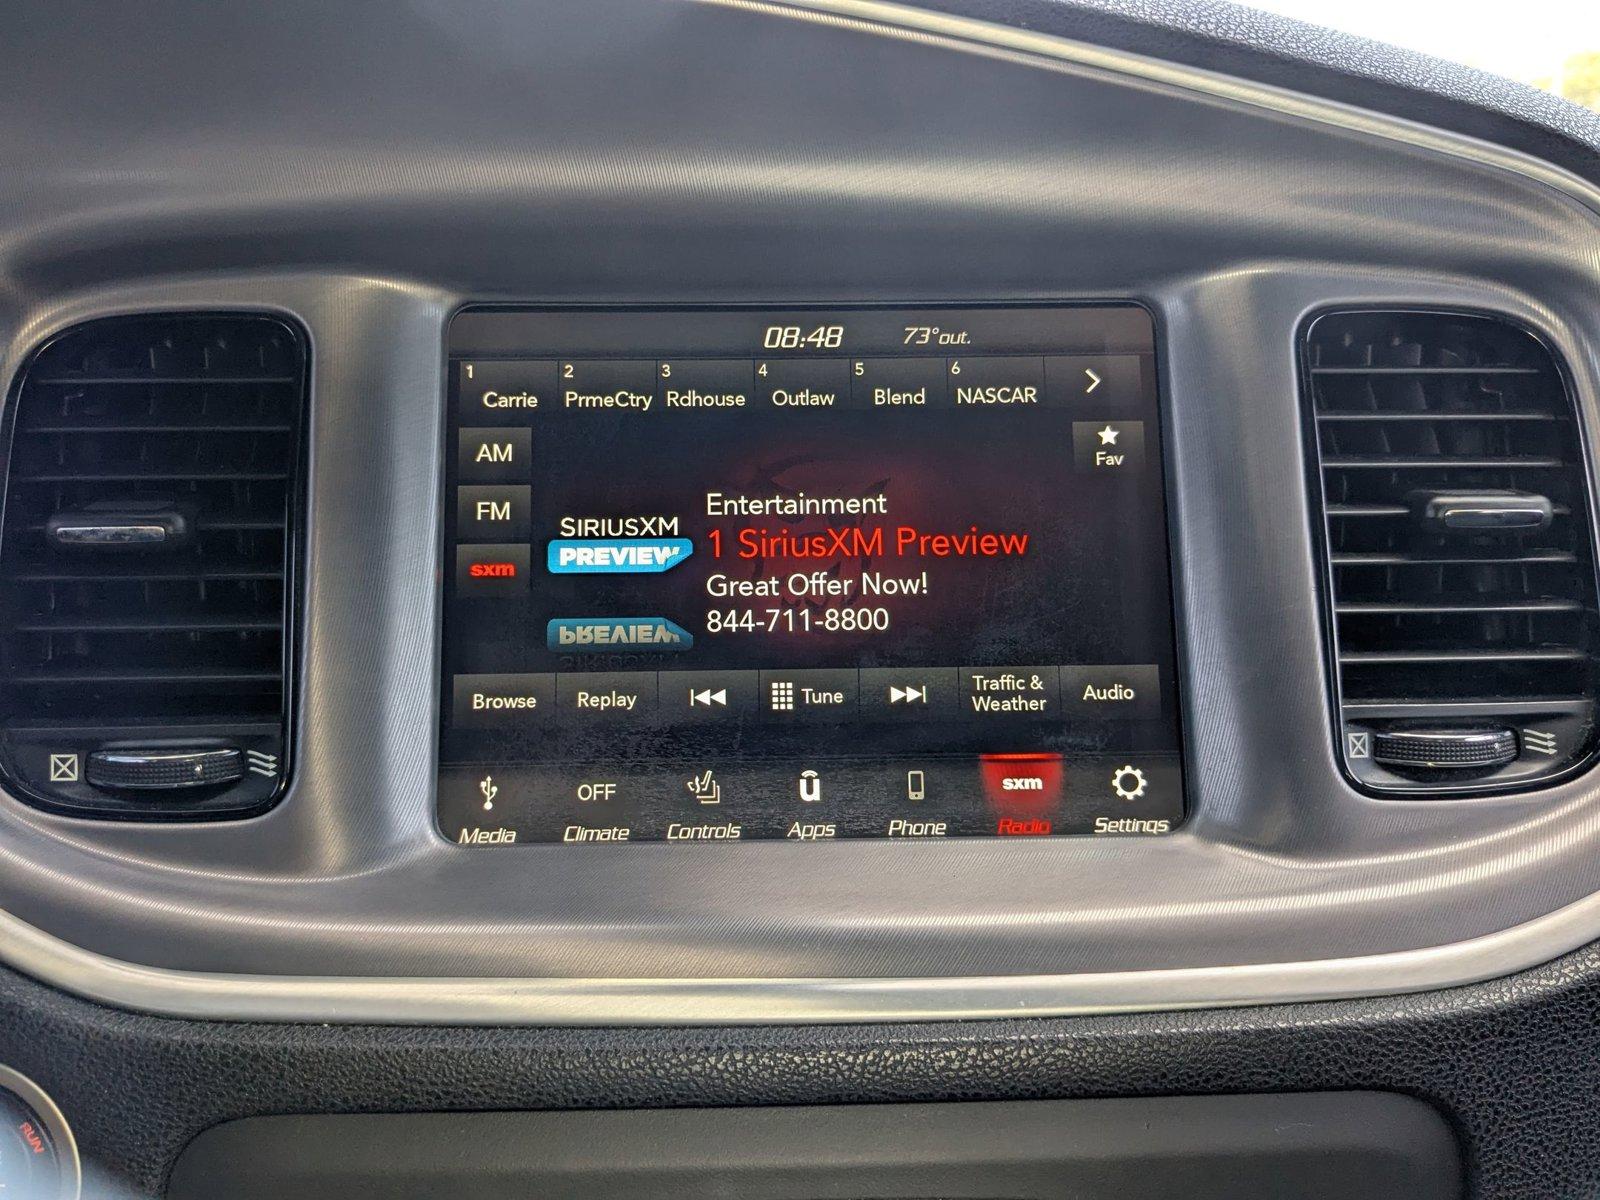 08:48 73°out.
1 Carrie 2 PrmeCtry 3 Rdhouse 4 Outlaw 5 Blend 6 NASCAR
AM
Fav
FM
sxm
SIRIUSXM
PREVIEW
Entertainment
1 SiriusXM Preview
Great Offer Now!
844-711-8800
Browse Replay Tune Traffic & Weather Audio
OFF sxm
Media Climate Controls Apps Phone Radio Settings
RUN